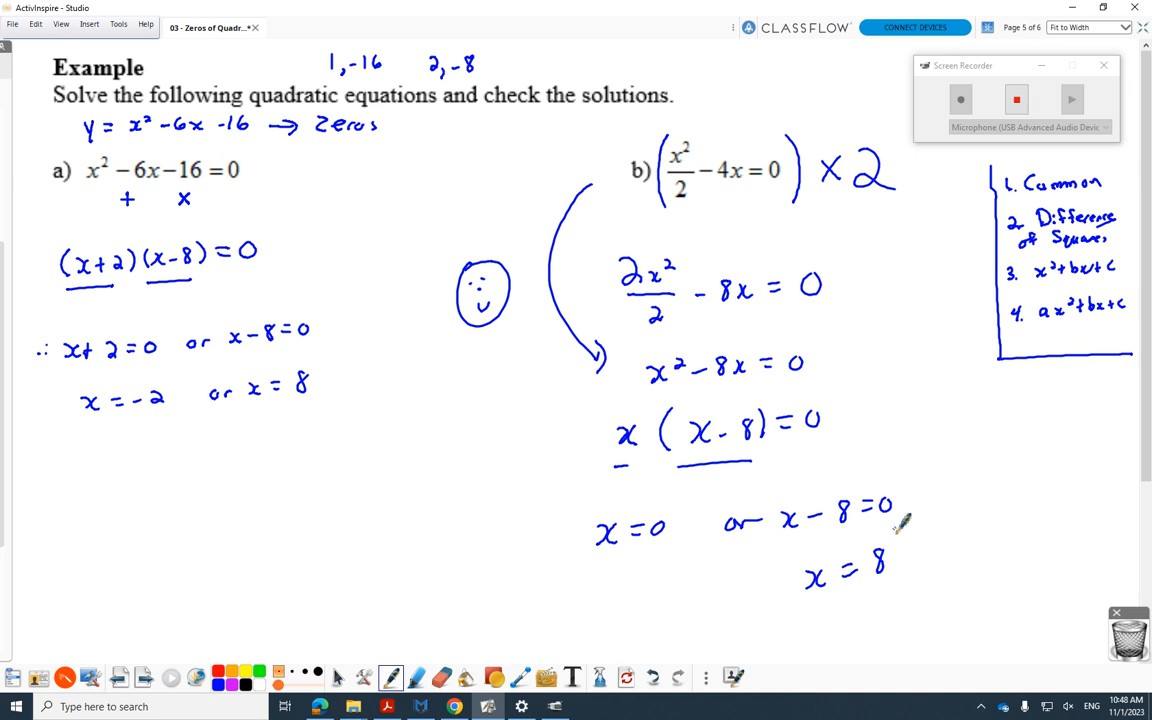 ActivInspire - Studio
File Edit View Insert Tools Help
03 - Zeros of Quadr...*
CLASSFLOW
CONNECT DEVICES
Page 5 of 6
Fit to Width
Screen Recorder
Microphone (USB Advanced Audio Devic
Example
1, -16 2, -8
Solve the following quadratic equations and check the solutions.
y = x² - 6x - 16 → Zeros
a) x² − 6x − 16 = 0
+ x
(x+2)(x-8) = 0
∴ x+2=0 or x-8=0
x = -2 or x = 8
b) (x²/2 − 4x = 0) × 2
2x²/2 - 8x = 0
x² - 8x = 0
x (x-8) = 0
x = 0 or x - 8 = 0
x = 8
1. Common
2. Difference
of Squares
3. x²+bx+c
4. ax²+bx+c
Type here to search
ENG
10:48 AM
11/1/2023